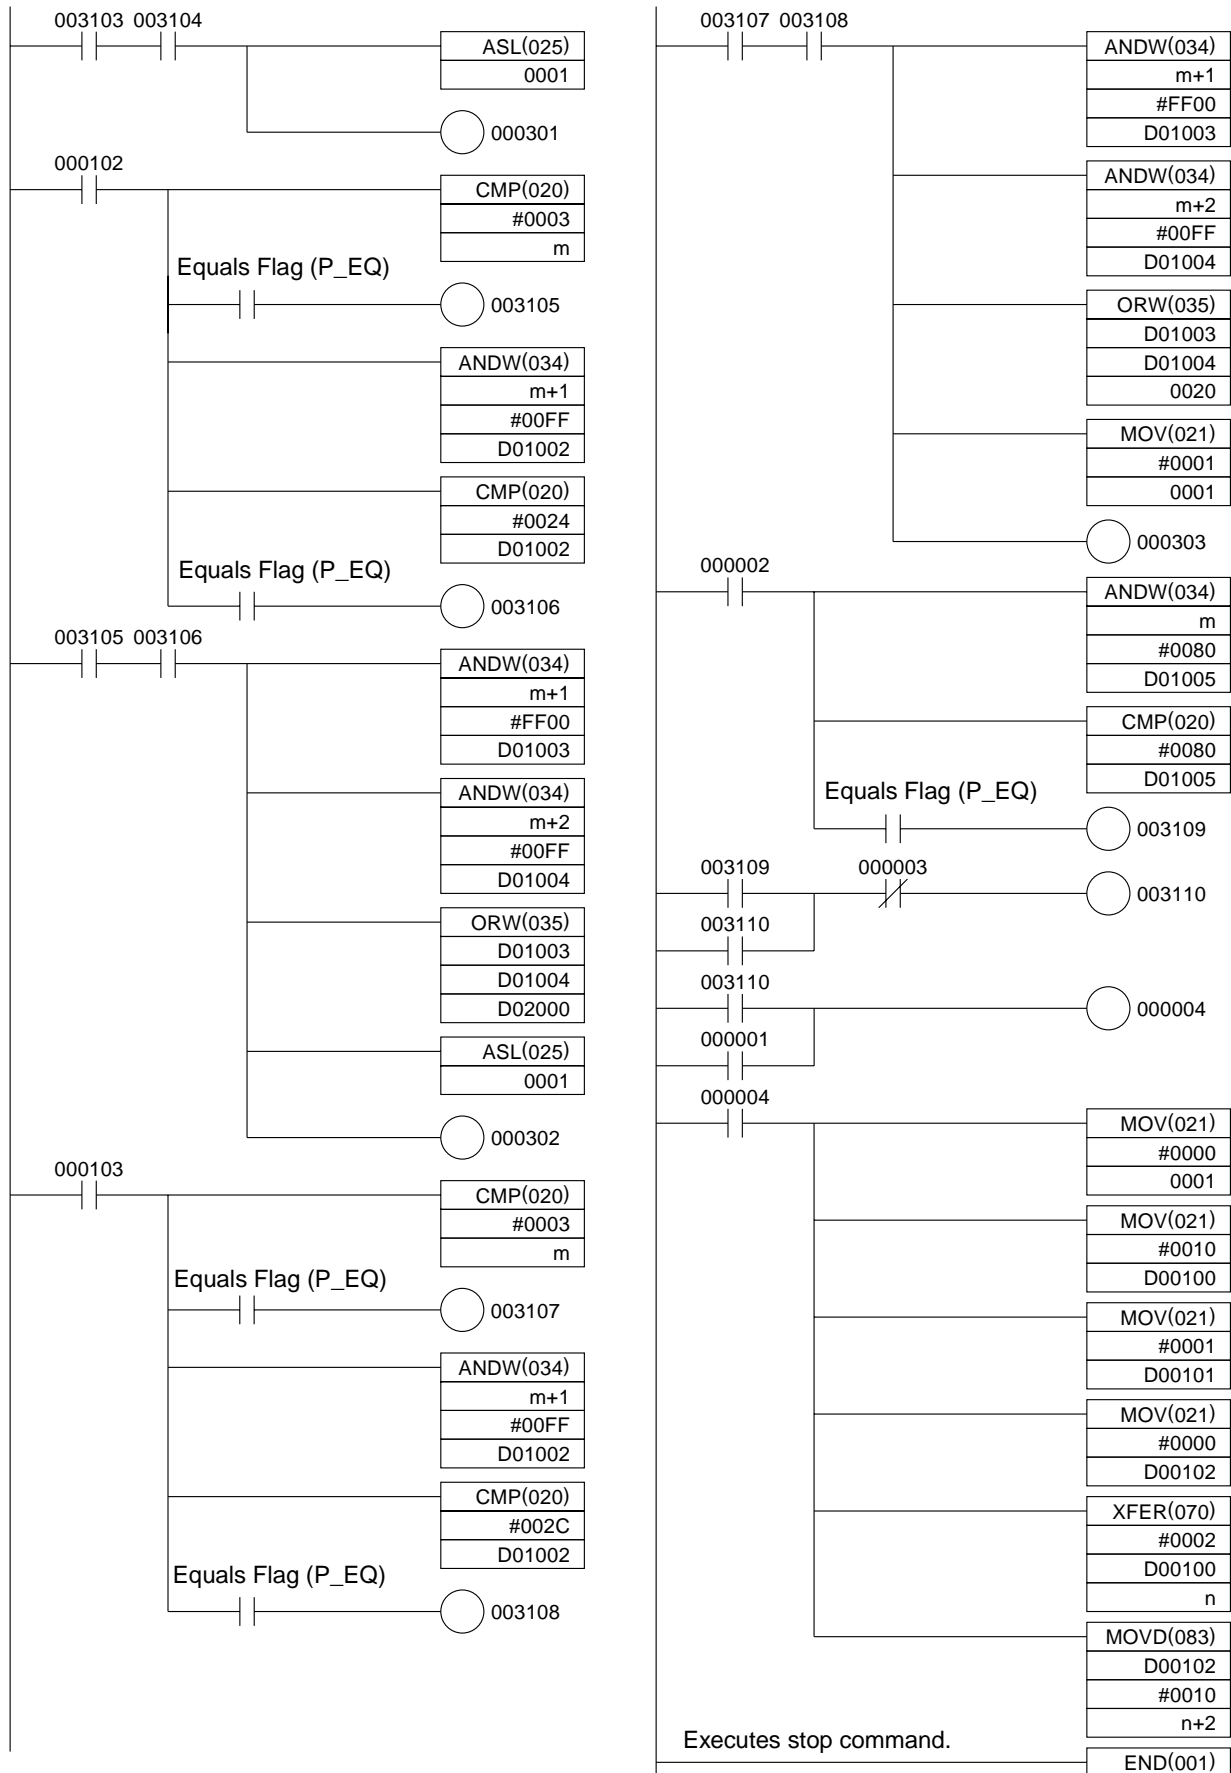 003103 003104
ASL(025)
0001
000301
000102
CMP(020)
#0003
m
Equals Flag (P_EQ)
003105
ANDW(034)
m+1
#00FF
D01002
CMP(020)
#0024
D01002
Equals Flag (P_EQ)
003106
003105 003106
ANDW(034)
m+1
#FF00
D01003
ANDW(034)
m+2
#00FF
D01004
ORW(035)
D01003
D01004
D02000
ASL(025)
0001
000302
000103
CMP(020)
#0003
m
Equals Flag (P_EQ)
003107
ANDW(034)
m+1
#00FF
D01002
CMP(020)
#002C
D01002
Equals Flag (P_EQ)
003108
003107 003108
ANDW(034)
m+1
#FF00
D01003
ANDW(034)
m+2
#00FF
D01004
ORW(035)
D01003
D01004
0020
MOV(021)
#0001
0001
000303
000002
ANDW(034)
m
#0080
D01005
CMP(020)
#0080
D01005
Equals Flag (P_EQ)
003109
003109 000003
003110
003110
003110
000004
000001
000004
MOV(021)
#0000
0001
MOV(021)
#0010
D00100
MOV(021)
#0001
D00101
MOV(021)
#0000
D00102
XFER(070)
#0002
D00100
n
MOVD(083)
D00102
#0010
n+2
Executes stop command.
END(001)